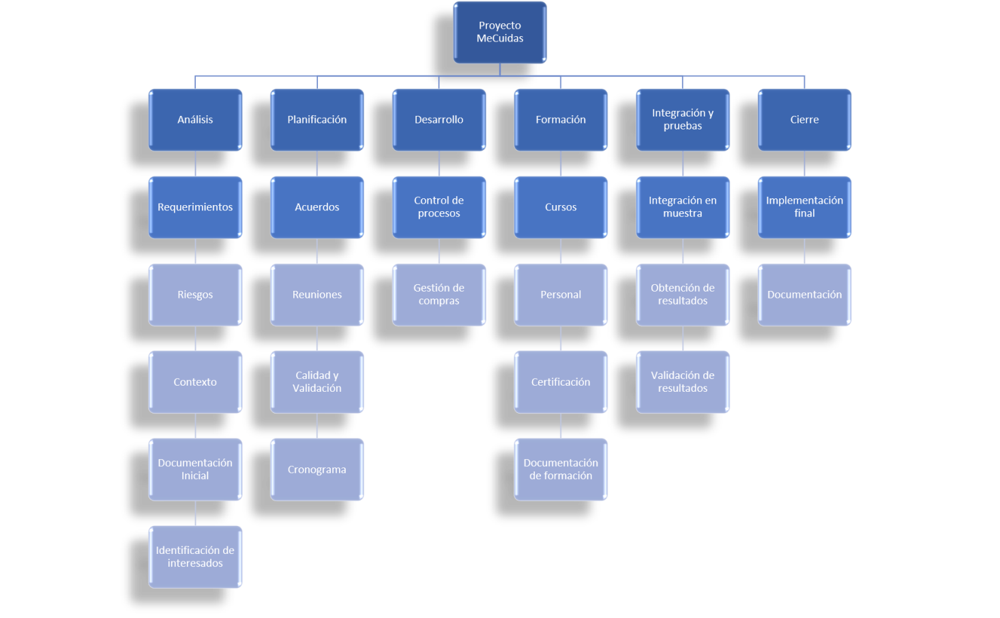 Proyecto
MeCuidas
Análisis
Planificación
Desarrollo
Formación
Integración y
pruebas
Cierre
Requerimientos
Acuerdos
Control de
procesos
Cursos
Integración en
muestra
Implementación
final
Riesgos
Reuniones
Gestión de
compras
Personal
Obtención de
resultados
Documentación
Contexto
Calidad y
Validación
Certificación
Validación de
resultados
Documentación
Inicial
Cronograma
Documentación
de formación
Identificación de
interesados